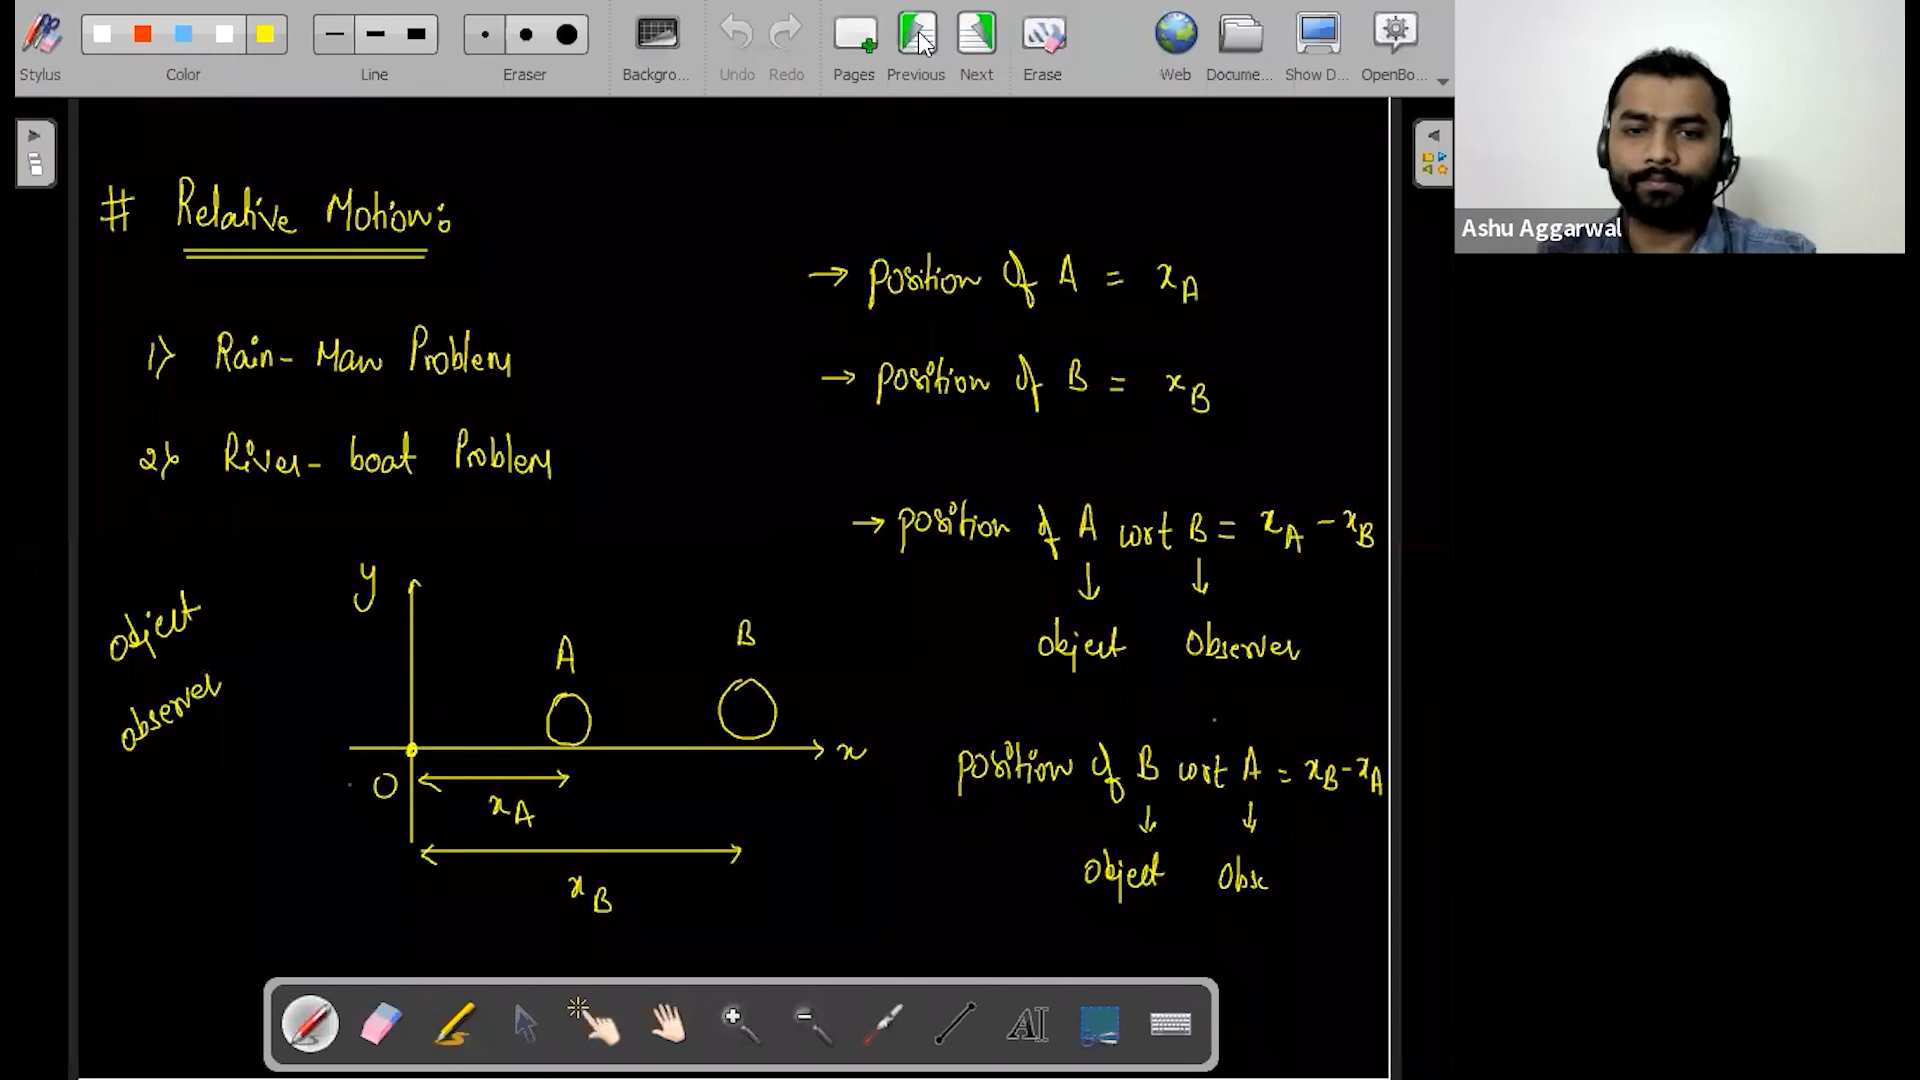 Stylus
Color
Line
Eraser
Backgro...
Undo
Redo
Pages
Previous
Next
Erase
Web
Docume...
Show D...
OpenBo...
Ashu Aggarwal
# Relative Motion:
1) Rain- Man Problem
2) River- boat Problem
object
observer
y
A
B
x
O
xA
xB
→ position of A = xA
→ position of B = xB
→ position of A wrt B = xA - xB
↓ ↓
object observer
position of B wrt A = xB - xA
↓ ↓
object obse
AI